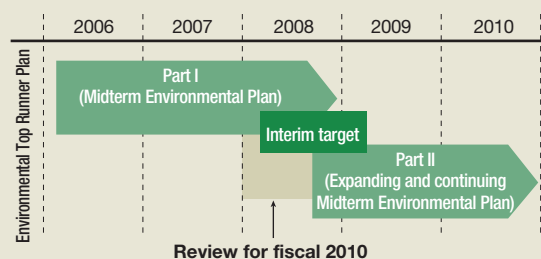 2006 2007 2008 2009 2010
Environmental Top Runner Plan
Part I
(Midterm Environmental Plan)
Interim target
Part II
(Expanding and continuing
Midterm Environmental Plan)
Review for fiscal 2010